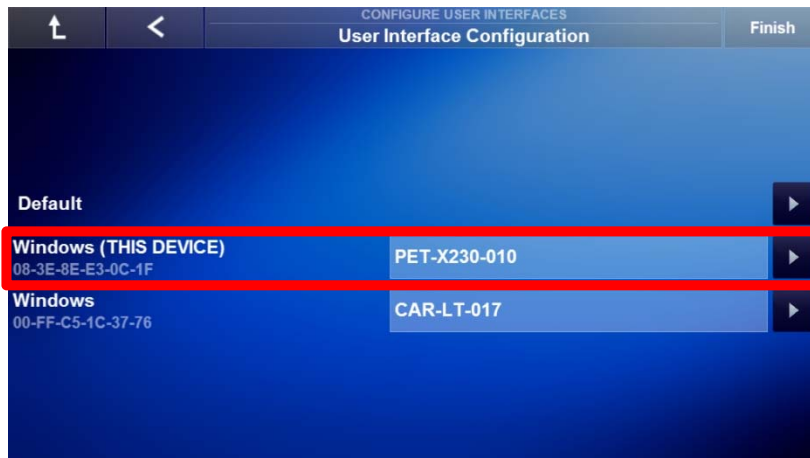 CONFIGURE USER INTERFACES
User Interface Configuration
Finish
Default
Windows (THIS DEVICE)
08-3E-8E-E3-0C-1F
PET-X230-010
Windows
00-FF-C5-1C-37-76
CAR-LT-017